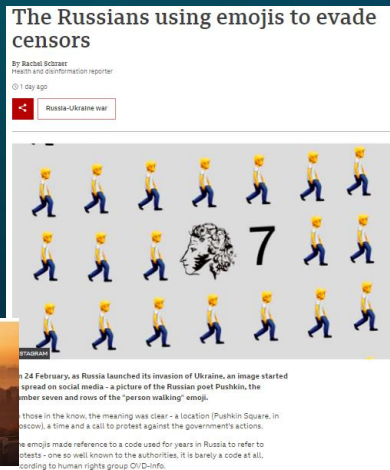 The Russians using emojis to evade
censors
By Rachel Schraer
Health and disinformation reporter
1 day ago
Russia-Ukraine war
7
STAGRAM
n 24 February, as Russia launched its invasion of Ukraine, an image started
spread on social media - a picture of the Russian poet Pushkin, the
umber seven and rows of the "person walking" emoji.
those in the know, the meaning was clear - a location (Pushkin Square, in
oscow), a time and a call to protest against the government's actions.
e emojis made reference to a code used for years in Russia to refer to
otests - one so well known to the authorities, it is barely a code at all,
cording to human rights group OVD-Info.